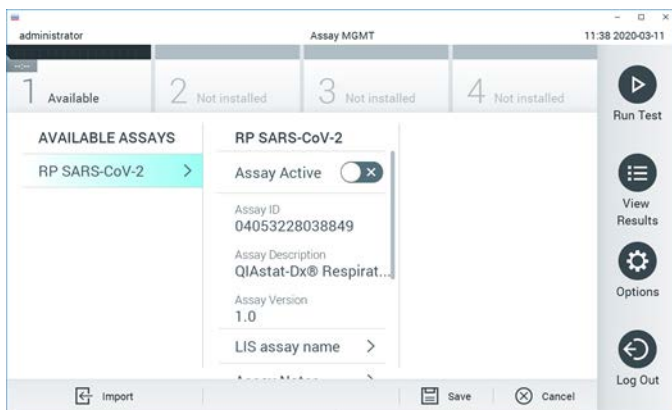 administrator
Assay MGMT
11:38 2020-03-11
1 Available
2 Not installed
3 Not installed
4 Not installed
Run Test
View
Results
Options
Log Out
AVAILABLE ASSAYS
RP SARS-CoV-2
RP SARS-CoV-2
Assay Active
Assay ID
04053228038849
Assay Description
QIAstat-Dx® Respirat...
Assay Version
1.0
LIS assay name
Import
Save
Cancel